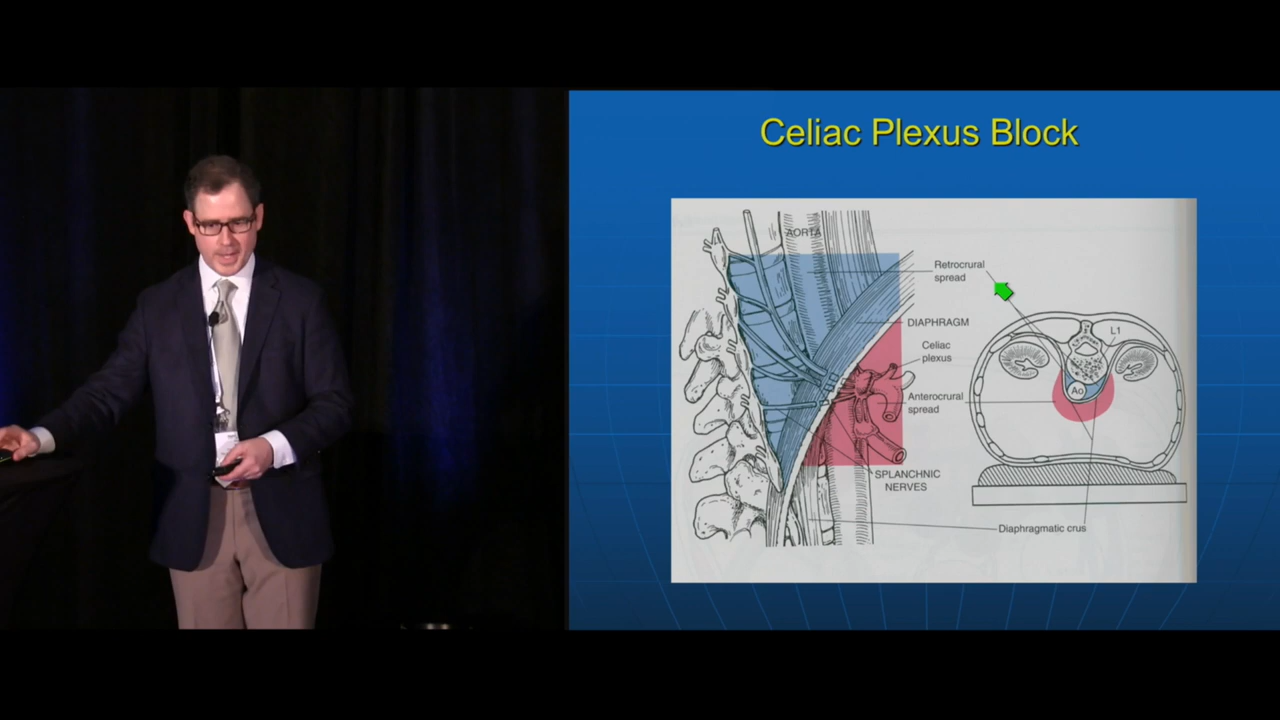 Celiac Plexus Block
AORTA
Retrocrural
spread
DIAPHRAGM
L1
Celiac
plexus
Ao
Anterocrural
spread
SPLANCHNIC
NERVES
Diaphragmatic crus